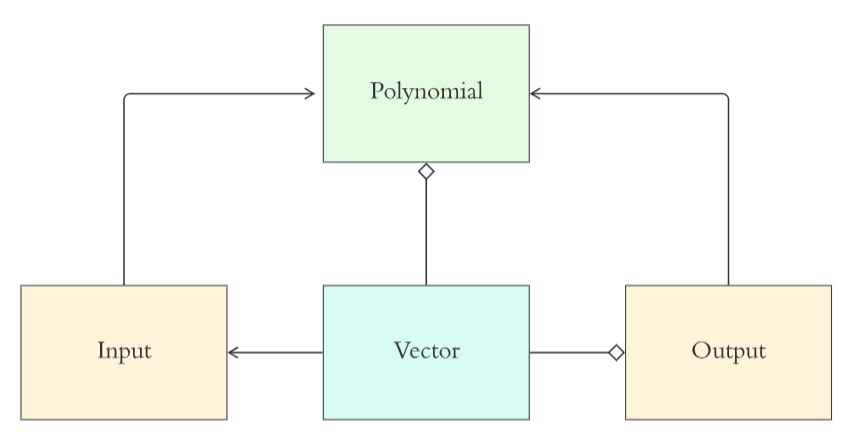 Polynomial
Input
Vector
Output